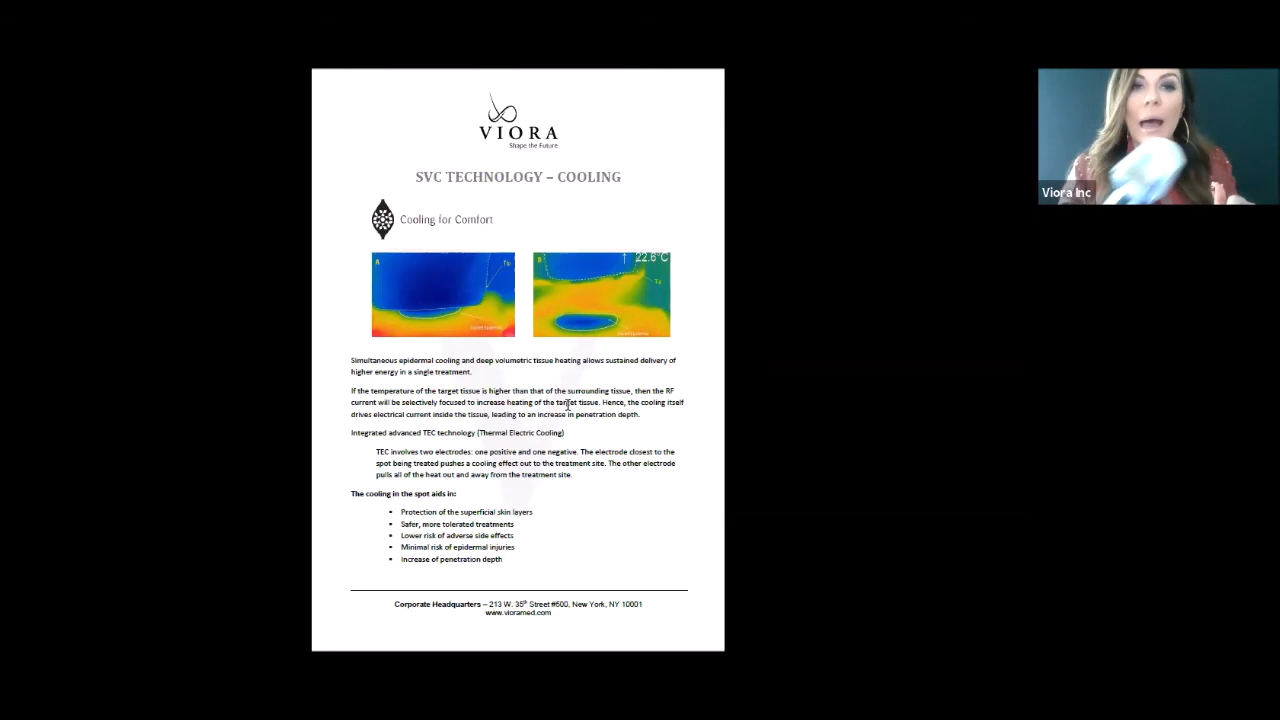 VIORA
Shape the Future
SVC TECHNOLOGY – COOLING
Cooling for Comfort
A
B
22.6°C
Simultaneous epidermal cooling and deep volumetric tissue heating allows sustained delivery of
higher energy in a single treatment.
If the temperature of the target tissue is higher than that of the surrounding tissue, then the RF
current will be selectively focused to increase heating of the target tissue. Hence, the cooling itself
drives electrical current inside the tissue, leading to an increase in penetration depth.
Integrated advanced TEC technology (Thermal Electric Cooling)
TEC involves two electrodes: one positive and one negative. The electrode closest to the
spot being treated pushes a cooling effect out to the treatment site. The other electrode
pulls all of the heat out and away from the treatment site.
The cooling in the spot aids in:
• Protection of the superficial skin layers
• Safer, more tolerated treatments
• Lower risk of adverse side effects
• Minimal risk of epidermal injuries
• Increase of penetration depth
Corporate Headquarters – 213 W. 35th Street #500, New York, NY 10001
www.vioramed.com
Viora Inc